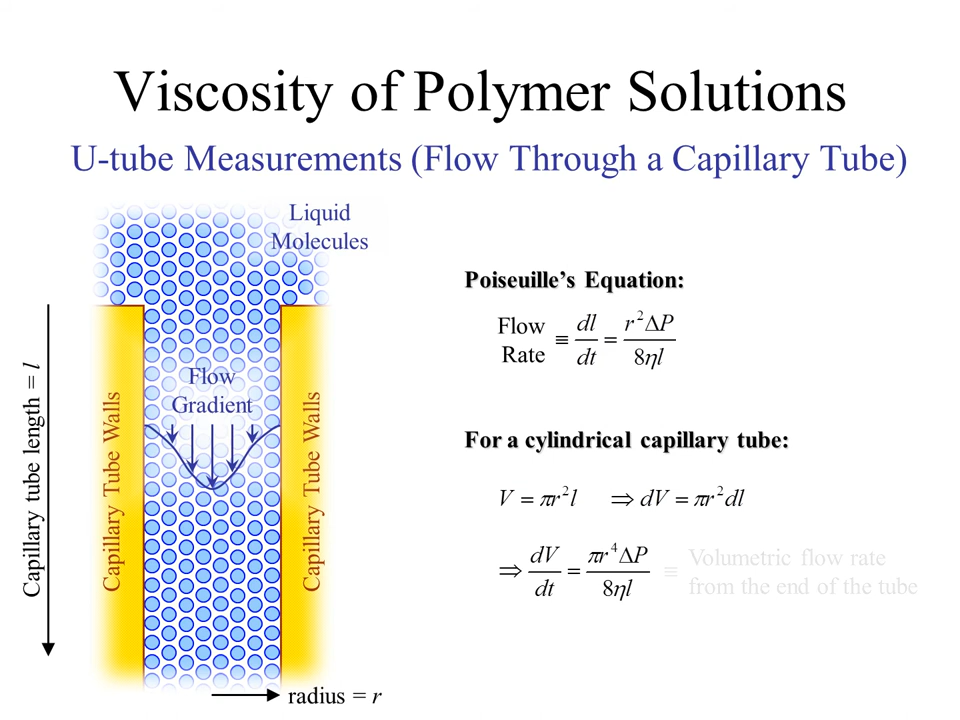 Viscosity of Polymer Solutions
U-tube Measurements (Flow Through a Capillary Tube)
Liquid
Molecules
Capillary tube length = l
Capillary Tube Walls
Flow
Gradient
Capillary Tube Walls
radius = r
Poiseuille’s Equation:
Flow Rate ≡ dl/dt = r²ΔP/8ηl
For a cylindrical capillary tube:
V = πr²l ⇒ dV = πr²dl
⇒ dV/dt = πr⁴ΔP/8ηl ≡ Volumetric flow rate
from the end of the tube